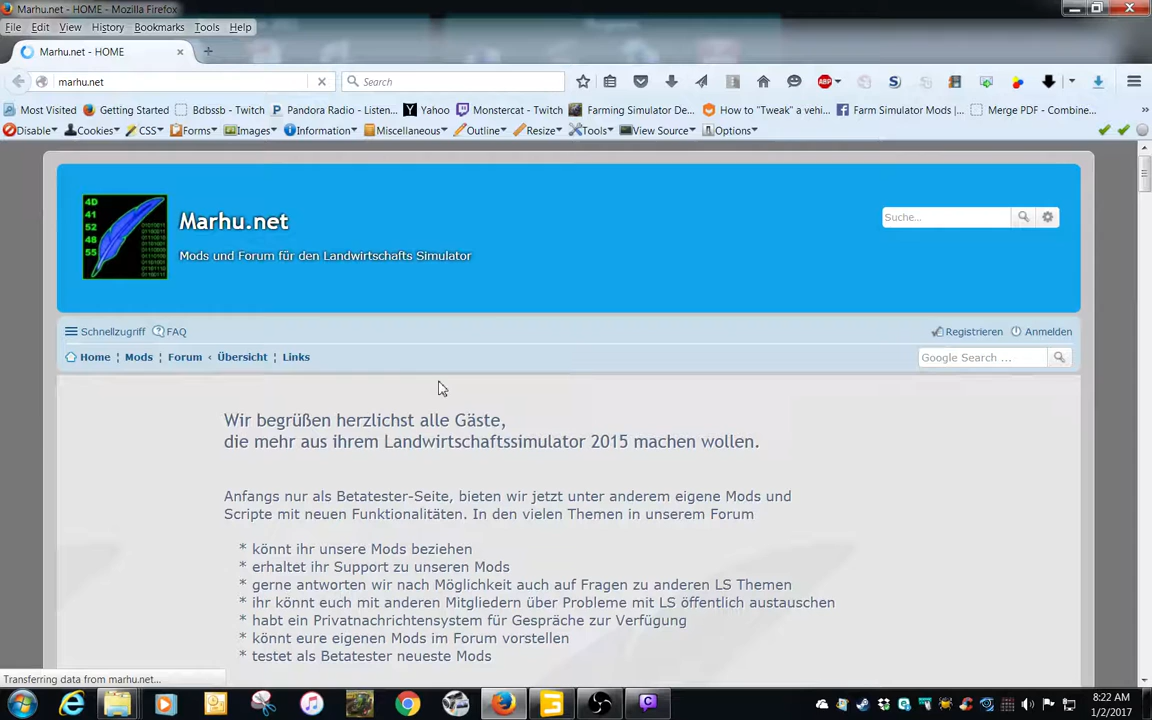 Marhu.net - HOME - Mozilla Firefox
File Edit View History Bookmarks Tools Help
Marhu.net - HOME
marhu.net
Search
ABP
Most Visited Getting Started Bdbssb - Twitch Pandora Radio - Listen... Yahoo Monstercat - Twitch Farming Simulator De... How to "Tweak" a vehi... Farm Simulator Mods |... Merge PDF - Combine...
Disable Cookies CSS Forms Images Information Miscellaneous Outline Resize Tools View Source Options
4D
41
52
48
55
Marhu.net
Mods und Forum für den Landwirtschafts Simulator
Suche...
Schnellzugriff FAQ
Registrieren Anmelden
Home ¦ Mods ¦ Forum ‹ Übersicht ¦ Links
Google Search ...
Wir begrüßen herzlichst alle Gäste,
die mehr aus ihrem Landwirtschaftssimulator 2015 machen wollen.
Anfangs nur als Betatester-Seite, bieten wir jetzt unter anderem eigene Mods und
Scripte mit neuen Funktionalitäten. In den vielen Themen in unserem Forum
* könnt ihr unsere Mods beziehen
* erhaltet ihr Support zu unseren Mods
* gerne antworten wir nach Möglichkeit auch auf Fragen zu anderen LS Themen
* ihr könnt euch mit anderen Mitgliedern über Probleme mit LS öffentlich austauschen
* habt ein Privatnachrichtensystem für Gespräche zur Verfügung
* könnt eure eigenen Mods im Forum vorstellen
* testet als Betatester neueste Mods
Transferring data from marhu.net...
8:22 AM
1/2/2017